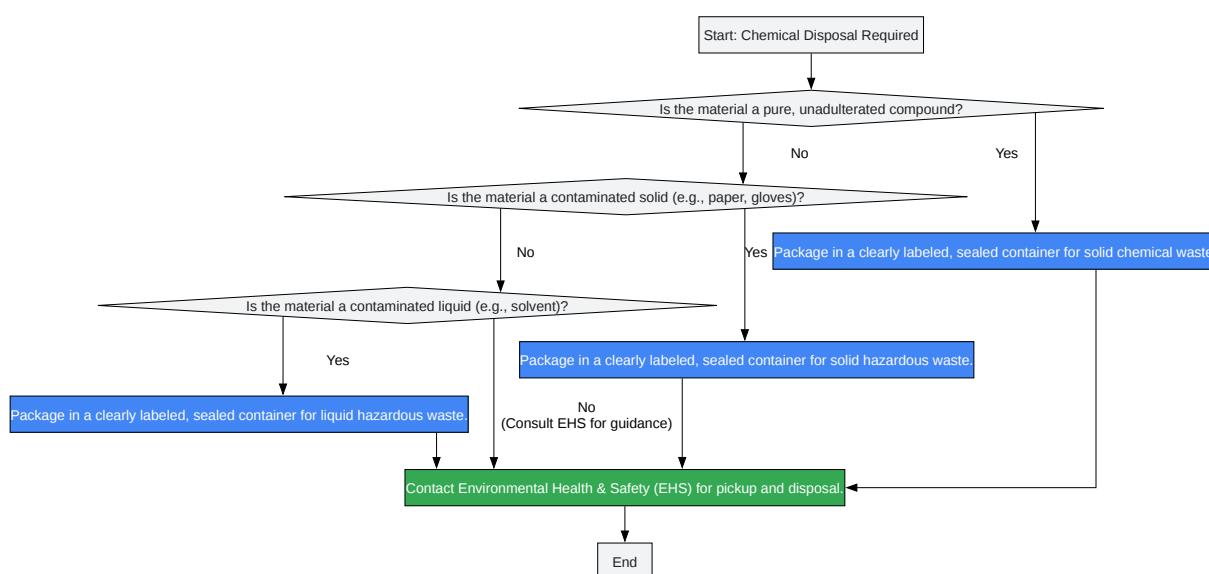 Start: Chemical Disposal Required
Is the material a pure, unadulterated compound?
No
Yes
Is the material a contaminated solid (e.g., paper, gloves)?
No
Yes
Package in a clearly labeled, sealed container for solid chemical waste
Is the material a contaminated liquid (e.g., solvent)?
Yes
Package in a clearly labeled, sealed container for solid hazardous waste.
Package in a clearly labeled, sealed container for liquid hazardous waste.
No
(Consult EHS for guidance)
Contact Environmental Health & Safety (EHS) for pickup and disposal.
End